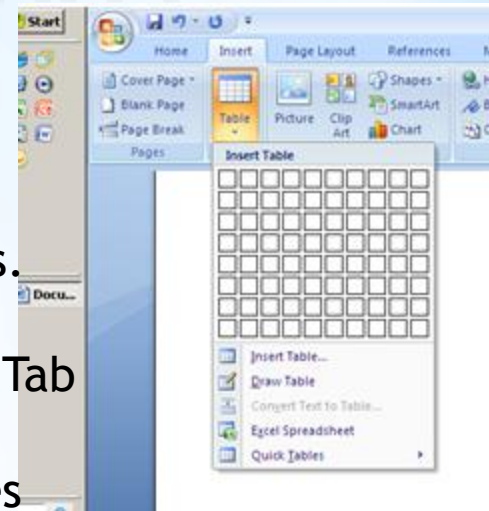 Start
Home Insert Page Layout References
Cover Page
Blank Page
Page Break
Pages
Table
Picture
Clip Art
Shapes
SmartArt
Chart
Insert Table
s.
Docu...
Tab
es
Insert Table...
Draw Table
Convert Text to Table...
Excel Spreadsheet
Quick Tables